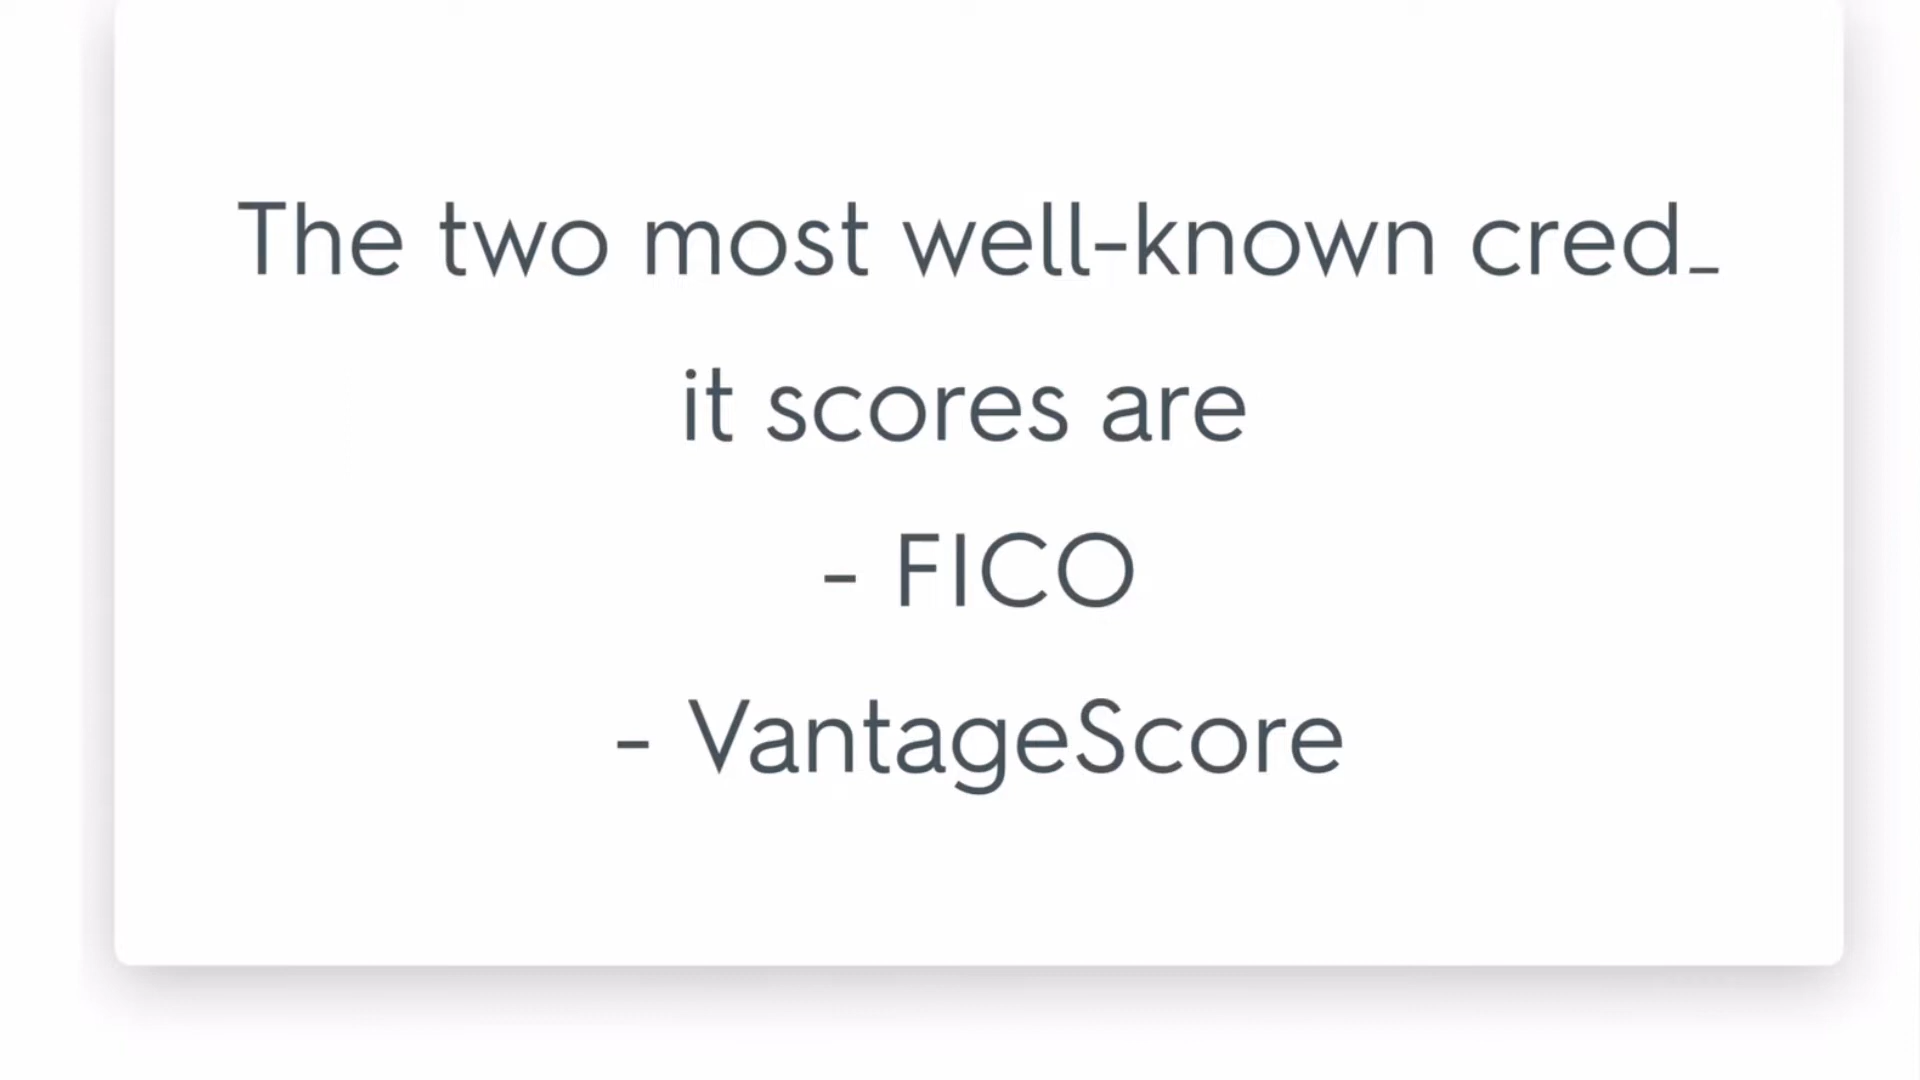 The two most well-known cred_
it scores are
- FICO
- VantageScore